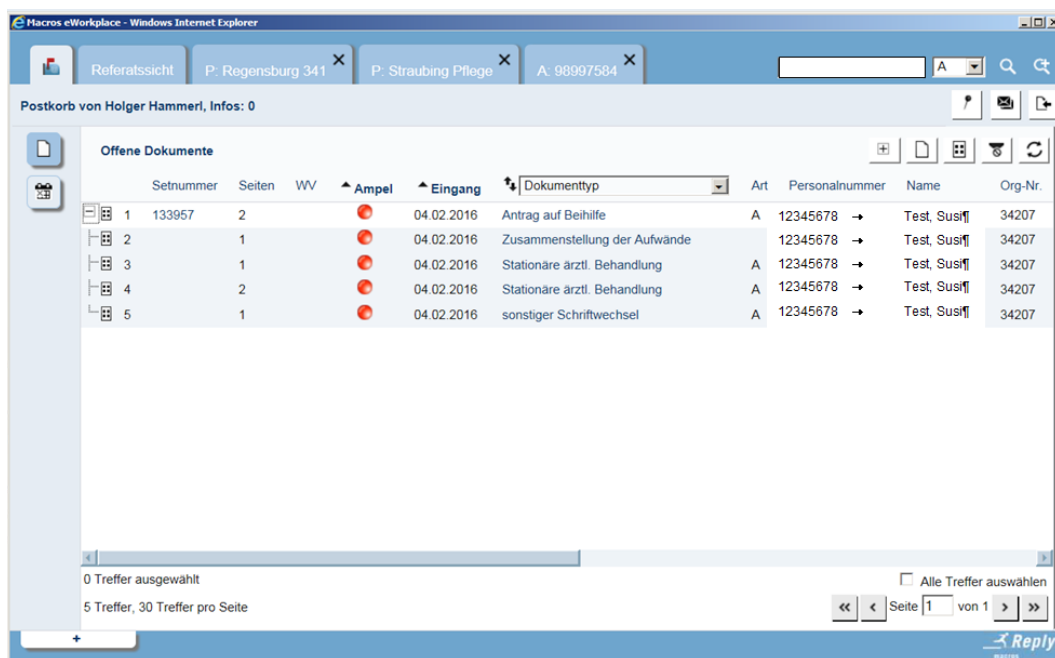 Macros eWorkplace - Windows Internet Explorer
Referatssicht P: Regensburg 341 P: Straubing Pflege A: 98997584 A
Postkorb von Holger Hammerl, Infos: 0
Offene Dokumente
Setnummer Seiten WV Ampel Eingang Dokumenttyp Art Personalnummer Name Org-Nr.
1 133957 2 04.02.2016 Antrag auf Beihilfe A 12345678 → Test, Susi¶ 34207
2 1 04.02.2016 Zusammenstellung der Aufwände 12345678 → Test, Susi¶ 34207
3 1 04.02.2016 Stationäre ärztl. Behandlung A 12345678 → Test, Susi¶ 34207
4 2 04.02.2016 Stationäre ärztl. Behandlung A 12345678 → Test, Susi¶ 34207
5 1 04.02.2016 sonstiger Schriftwechsel A 12345678 → Test, Susi¶ 34207
0 Treffer ausgewählt Alle Treffer auswählen
5 Treffer, 30 Treffer pro Seite « ‹ Seite 1 von 1 › »
+ Reply
macros